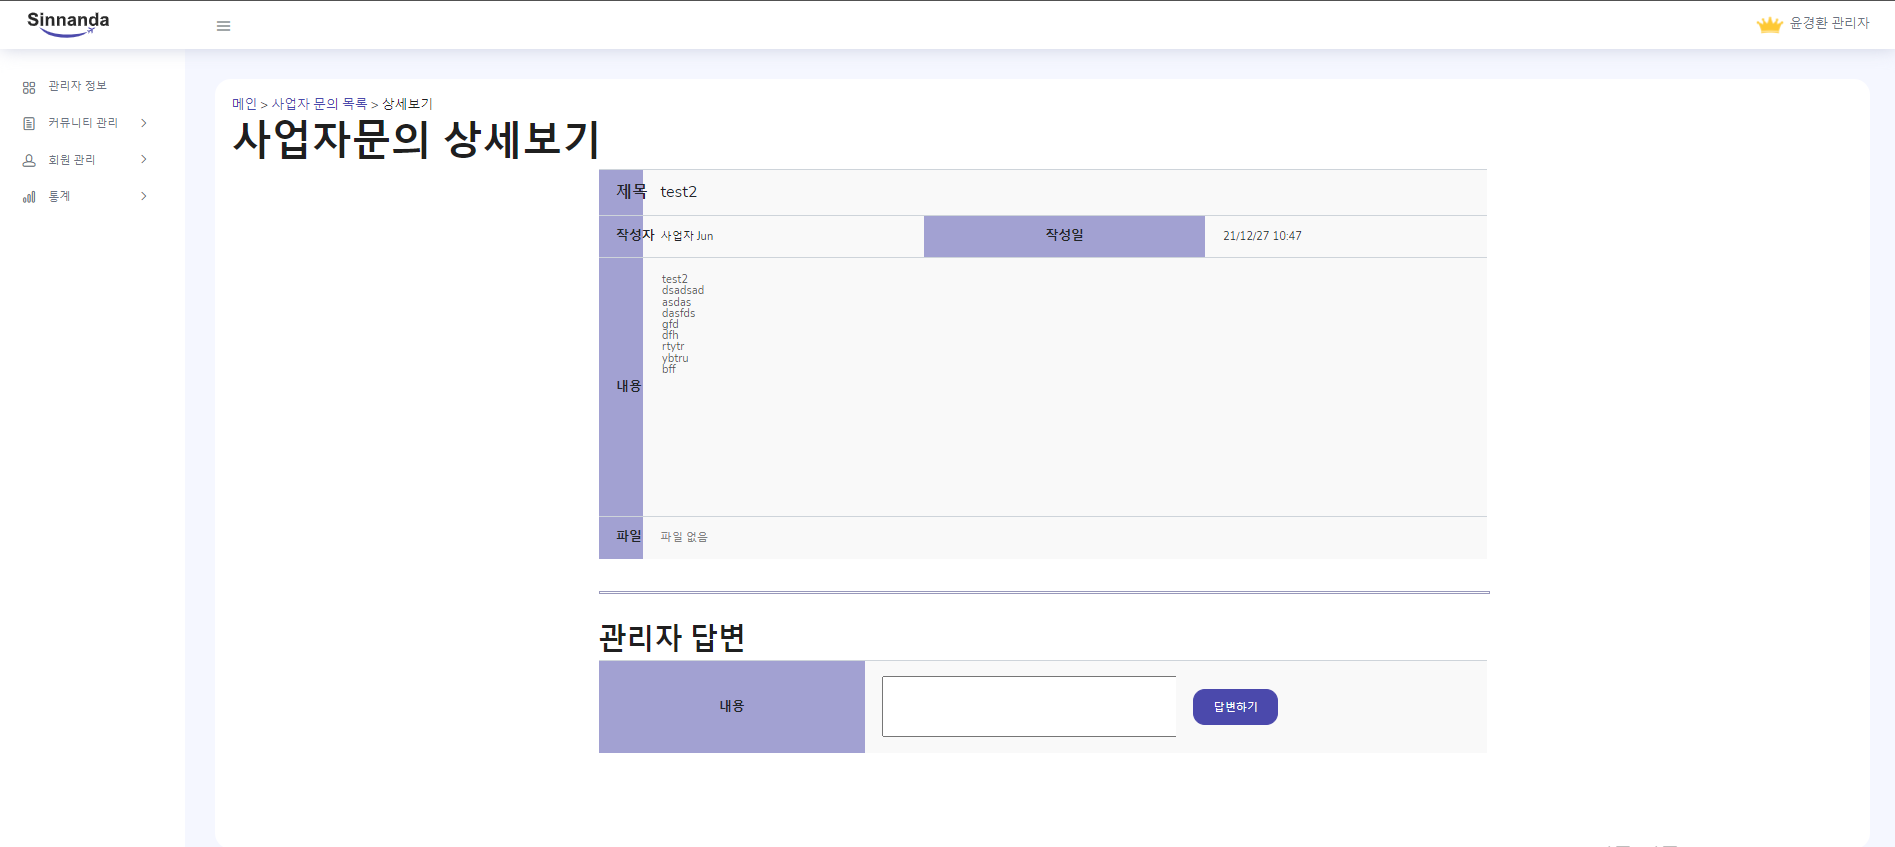 Sinnanda
윤경환 관리자
관리자 정보
커뮤니티 관리
회원 관리
통계
메인 > 사업자 문의 목록 > 상세보기
사업자문의 상세보기
제목 test2
작성자 사업자 Jun 작성일 21/12/27 10:47
내용
test2
dsadsad
asdas
dasfds
gfd
dfh
rtytr
ybtru
bff
파일 파일 없음
관리자 답변
내용 답변하기